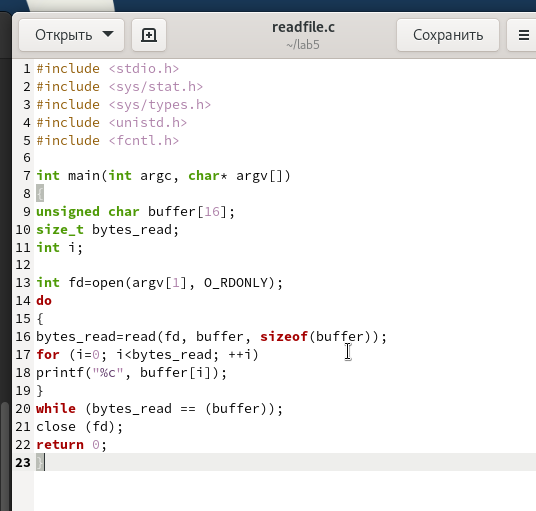 Открыть
readfile.c
~/lab5
Сохранить
1 #include <stdio.h>
2 #include <sys/stat.h>
3 #include <sys/types.h>
4 #include <unistd.h>
5 #include <fcntl.h>
6
7 int main(int argc, char* argv[])
8 {
9 unsigned char buffer[16];
10 size_t bytes_read;
11 int i;
12
13 int fd=open(argv[1], O_RDONLY);
14 do
15 {
16 bytes_read=read(fd, buffer, sizeof(buffer));
17 for (i=0; i<bytes_read; ++i)
18 printf("%c", buffer[i]);
19 }
20 while (bytes_read == (buffer));
21 close (fd);
22 return 0;
23 }